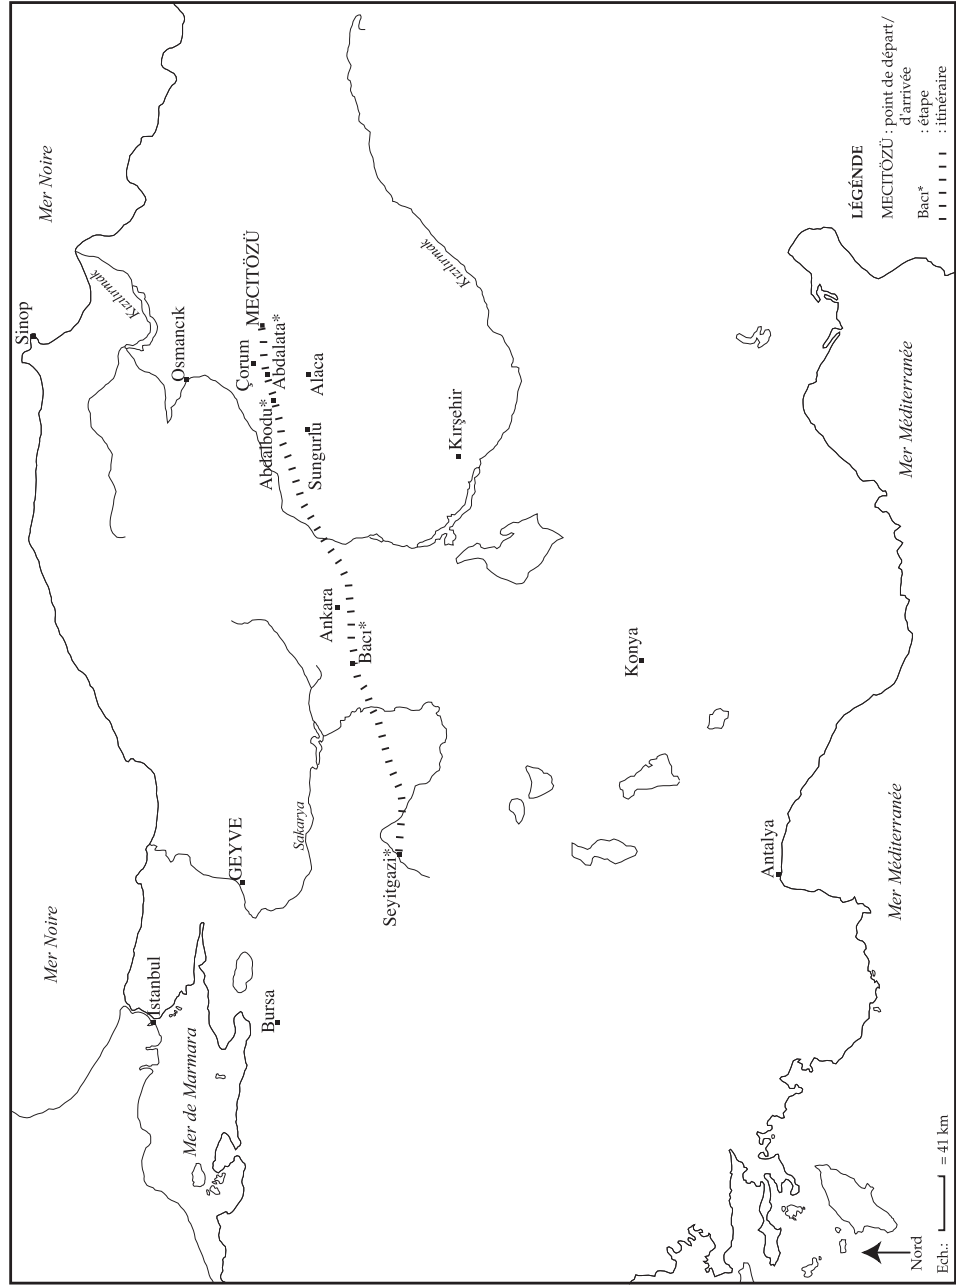 Mer Noire
Mer Noire
Sinop
Kızılırmak
Osmancık
Istanbul
GEYVE
Çorum
MECITÖZÜ
Abdalata*
Abdalbodu*
Alaca
Sungurlu
Mer de Marmara
Bursa
Sakarya
Ankara
Bacı*
Seyitgazi*
Kızılırmak
Kırşehir
Konya
Antalya
Mer Méditerranée
Mer Méditerranée
Nord
Ech.: = 41 km
LÉGÉNDE
MECITÖZÜ : point de départ/
d'arrivée
Bacı* : étape
: itinéraire